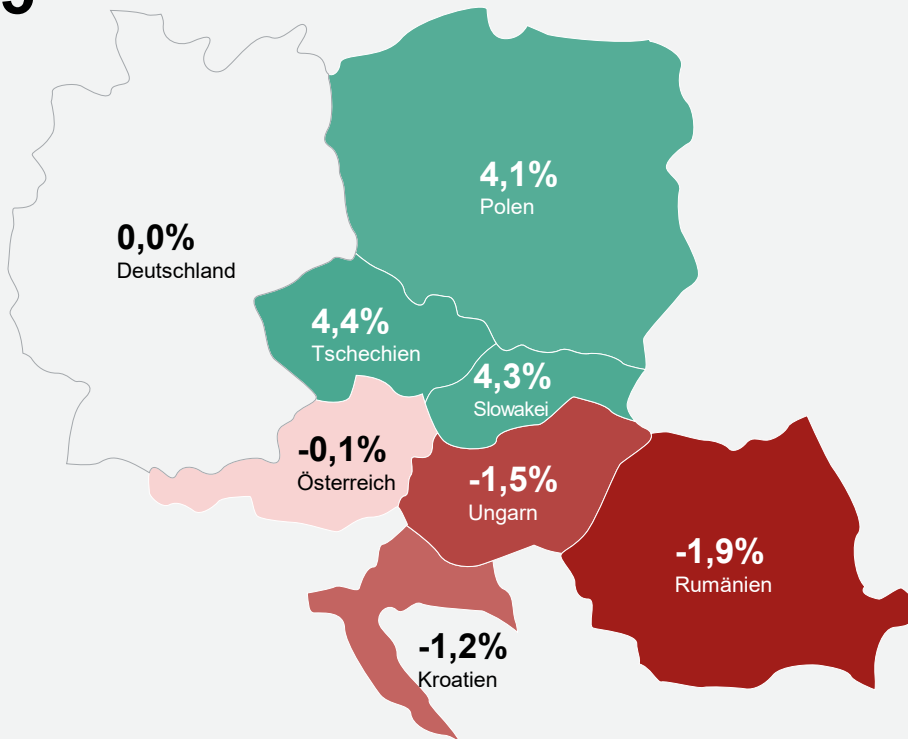 4,1%
Polen
0,0%
Deutschland
4,4%
Tschechien
4,3%
Slowakei
-0,1%
Österreich
-1,5%
Ungarn
-1,9%
Rumänien
-1,2%
Kroatien